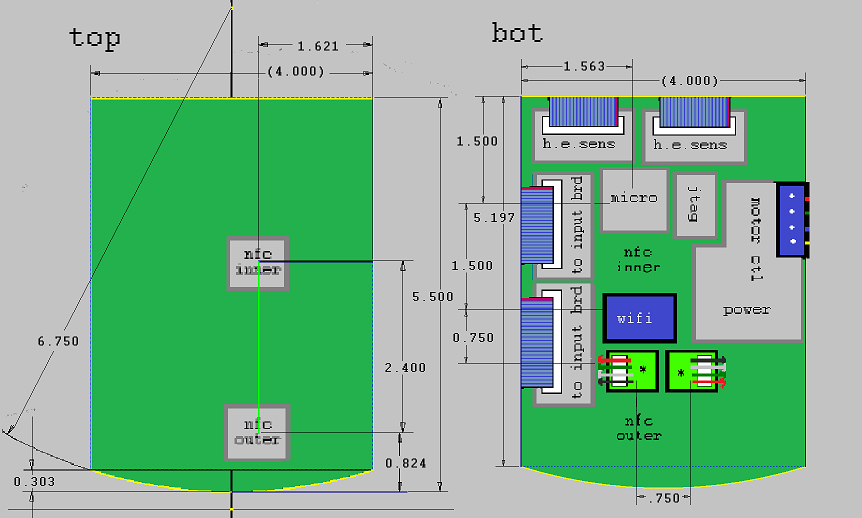 top
1.621
(4.000)
nfc
inner
6.750
5.500
2.400
nfc
outer
0.824
0.303
bot
1.563
(4.000)
1.500
h.e.sens
h.e.sens
5.197
micro
jtag
to input brd
motor ctl
nfc
inner
1.500
power
wifi
0.750
to input brd
*
*
nfc
outer
.750